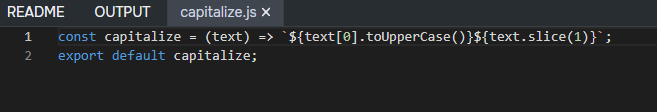 README OUTPUT capitalize.js ×
1 const capitalize = (text) => `${text[0].toUpperCase()}${text.slice(1)}`;
2 export default capitalize;